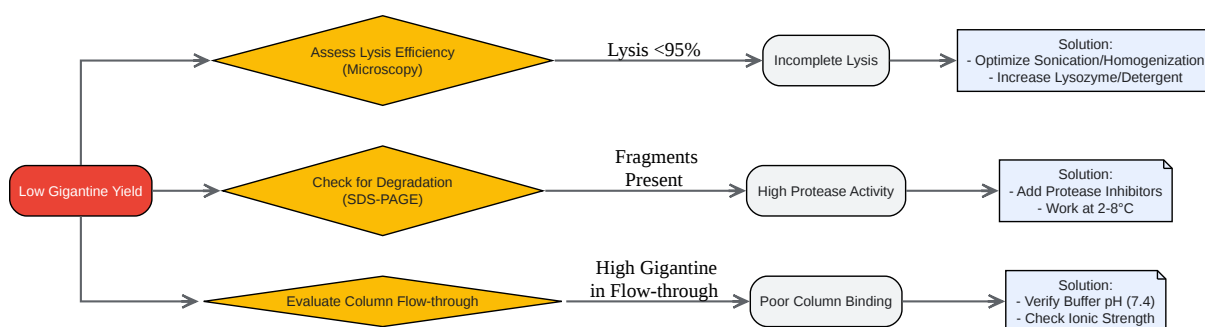 Low Gigantine Yield
Assess Lysis Efficiency
(Microscopy)
Lysis <95%
Incomplete Lysis
Solution:
- Optimize Sonication/Homogenization
- Increase Lysozyme/Detergent
Check for Degradation
(SDS-PAGE)
Fragments
Present
High Protease Activity
Solution:
- Add Protease Inhibitors
- Work at 2-8°C
Evaluate Column Flow-through
High Gigantine
in Flow-through
Poor Column Binding
Solution:
- Verify Buffer pH (7.4)
- Check Ionic Strength